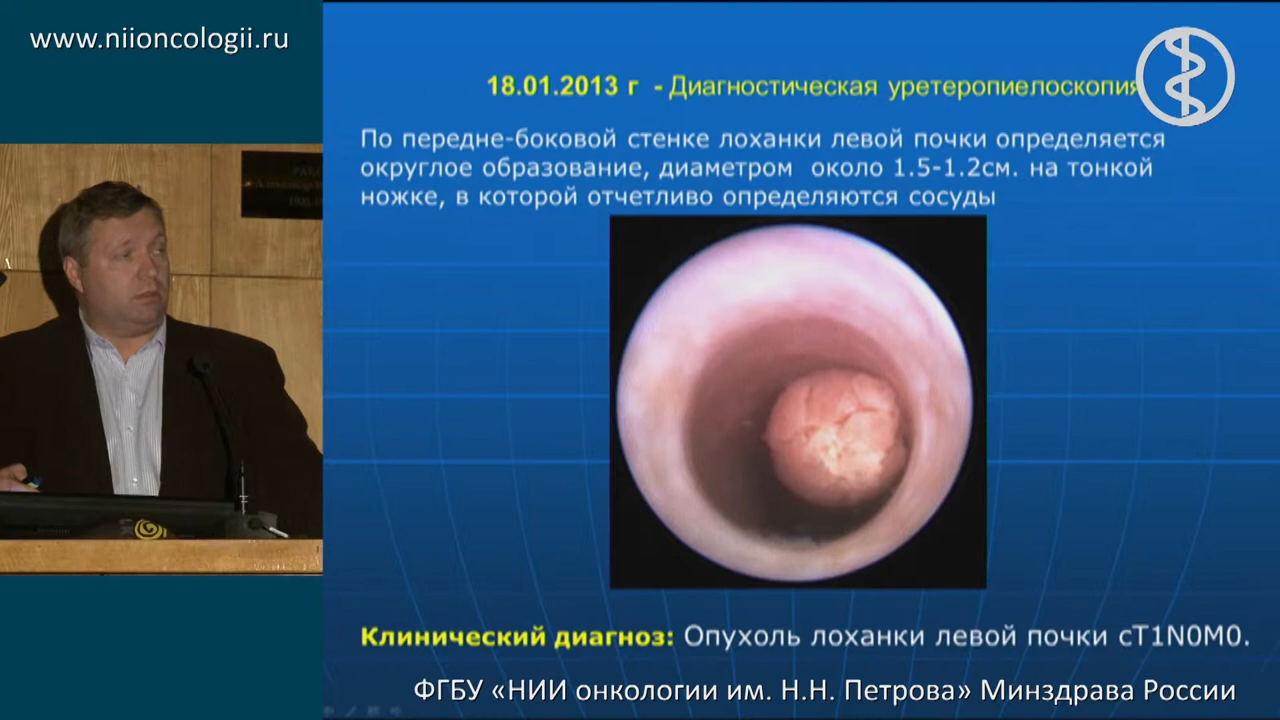 www.niioncologii.ru
18.01.2013 г - Диагностическая уретеропиелоскопия
По передне-боковой стенке лоханки левой почки определяется
округлое образование, диаметром около 1.5-1.2см. на тонкой
ножке, в которой отчетливо определяются сосуды
Клинический диагноз: Опухоль лоханки левой почки cT1N0M0.
ФГБУ «НИИ онкологии им. Н.Н. Петрова» Минздрава России